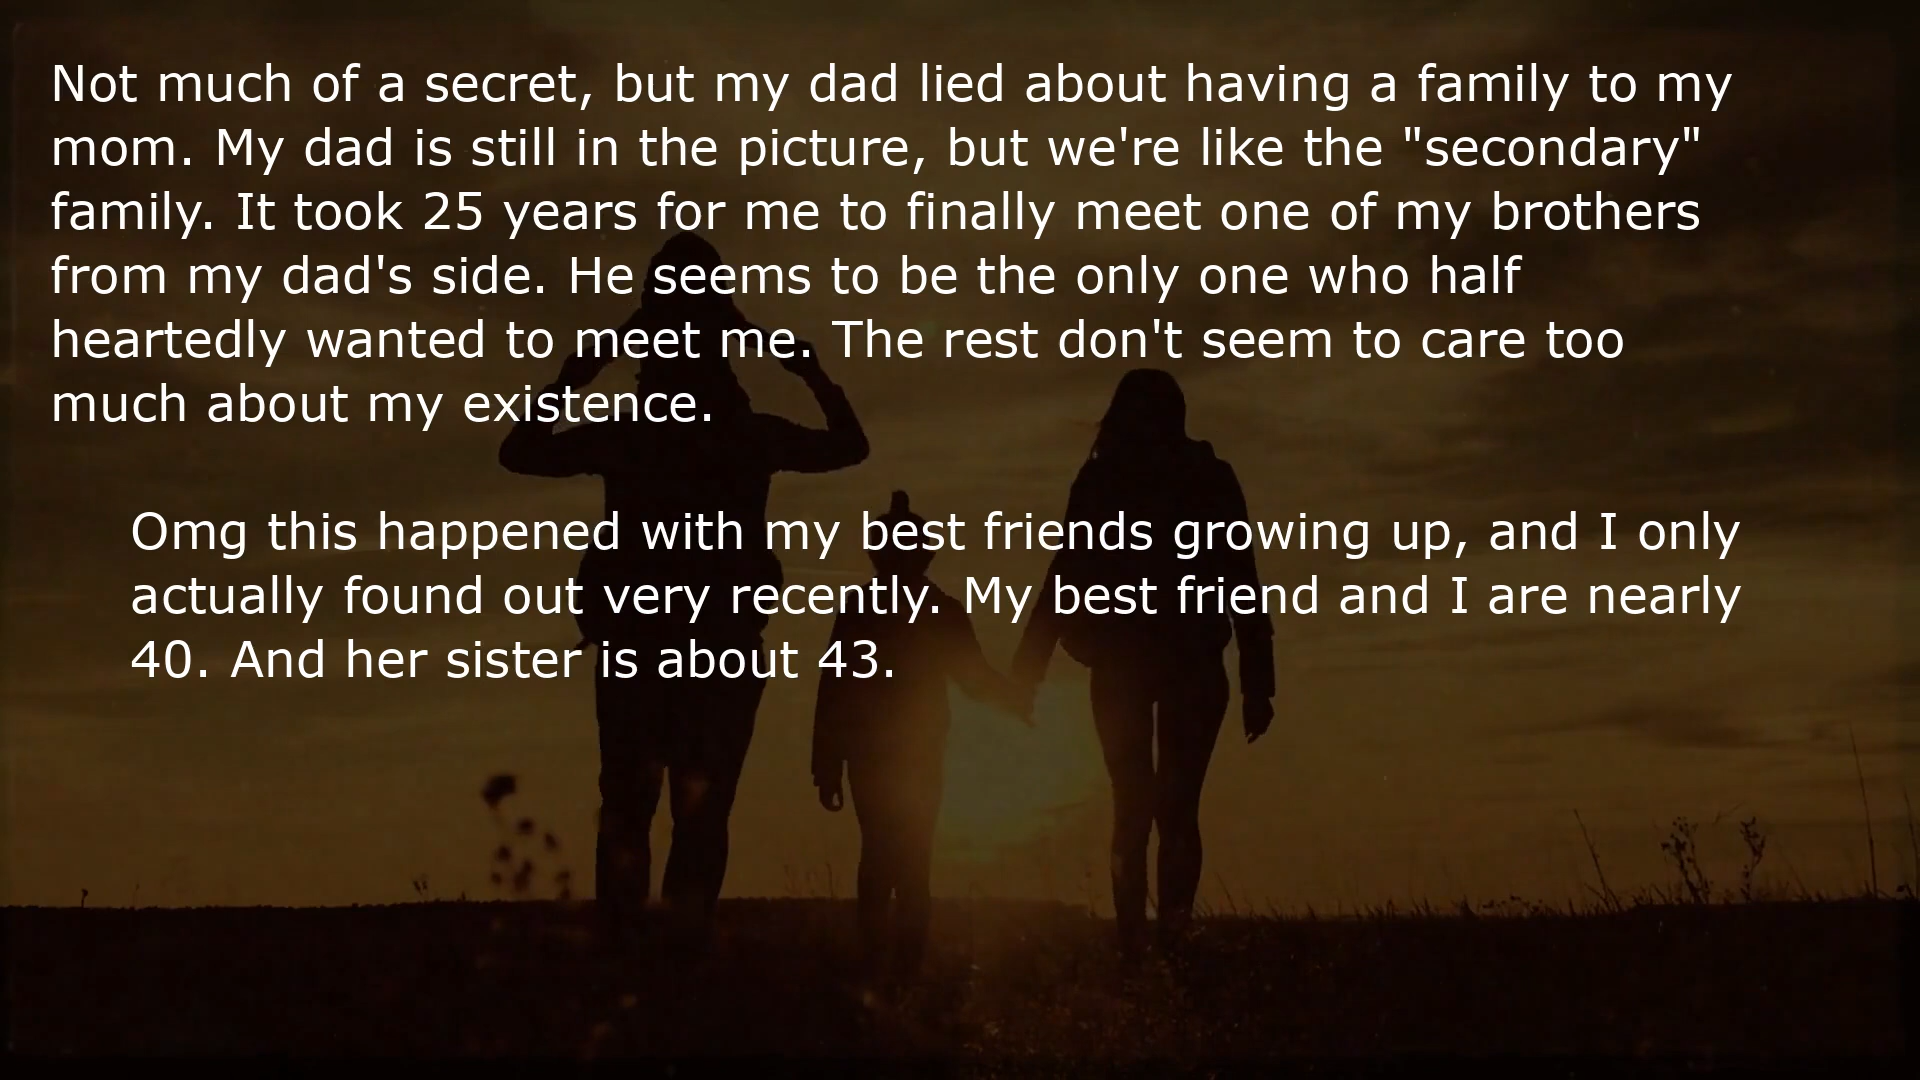 Not much of a secret, but my dad lied about having a family to my
mom. My dad is still in the picture, but we're like the "secondary"
family. It took 25 years for me to finally meet one of my brothers
from my dad's side. He seems to be the only one who half
heartedly wanted to meet me. The rest don't seem to care too
much about my existence.
Omg this happened with my best friends growing up, and I only
actually found out very recently. My best friend and I are nearly
40. And her sister is about 43.